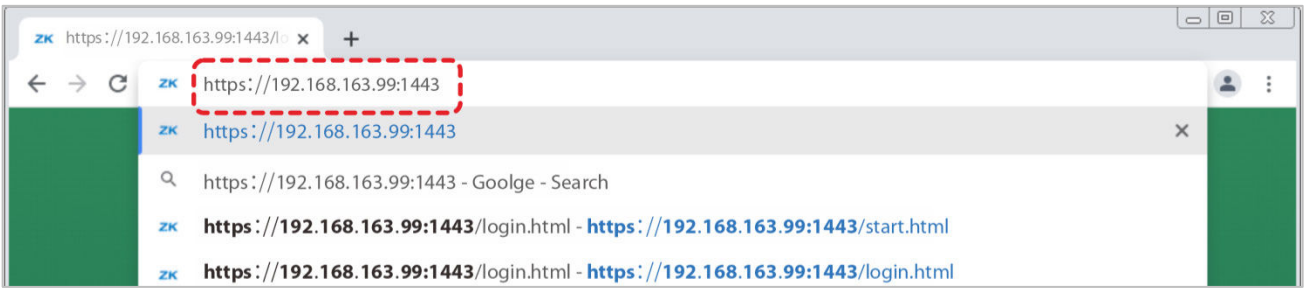 ZK https://192.168.163.99:1443/lo
ZK https://192.168.163.99:1443
ZK https://192.168.163.99:1443
https://192.168.163.99:1443 - Goolge - Search
ZK https://192.168.163.99:1443/login.html - https://192.168.163.99:1443/start.html
ZK https://192.168.163.99:1443/login.html - https://192.168.163.99:1443/login.html